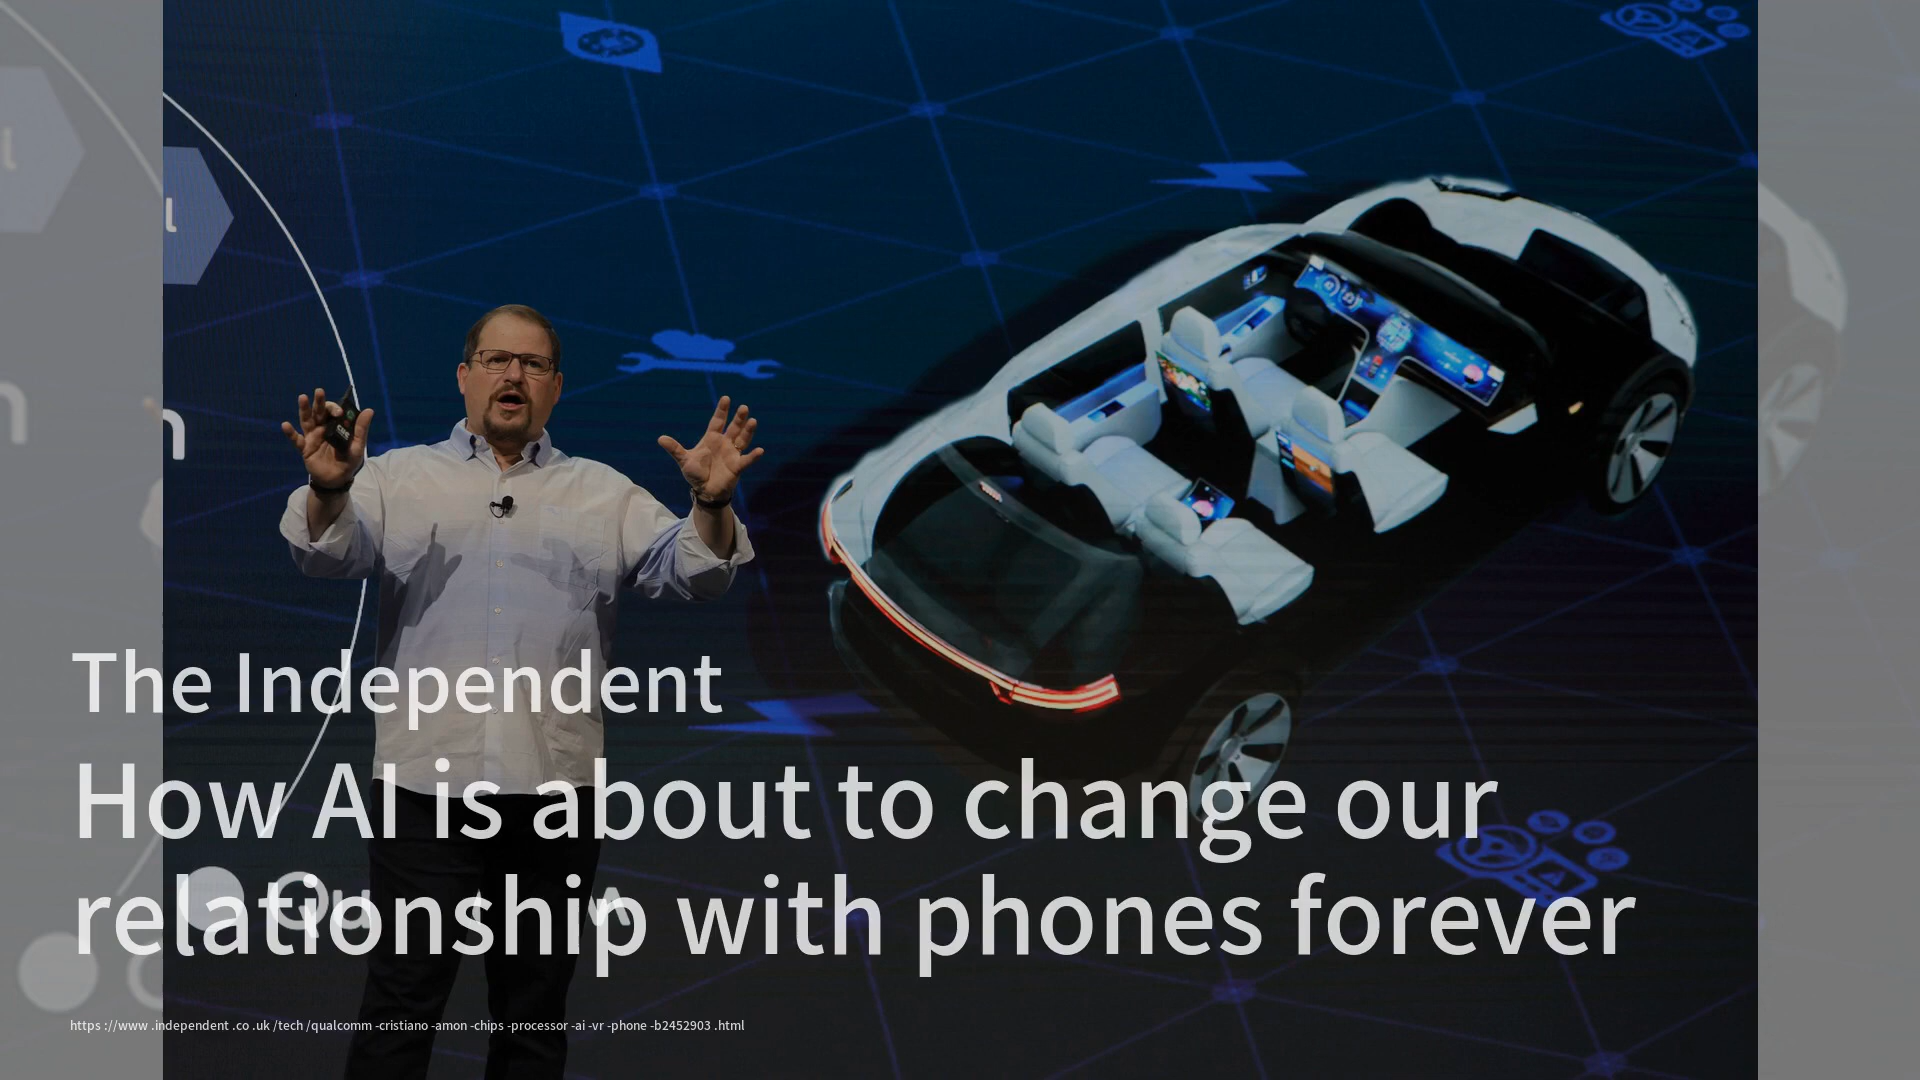 The Independent
How AI is about to change our
relationship with phones forever
https ://www .independent .co .uk /tech /qualcomm -cristiano -amon -chips -processor -ai -vr -phone -b2452903 .html